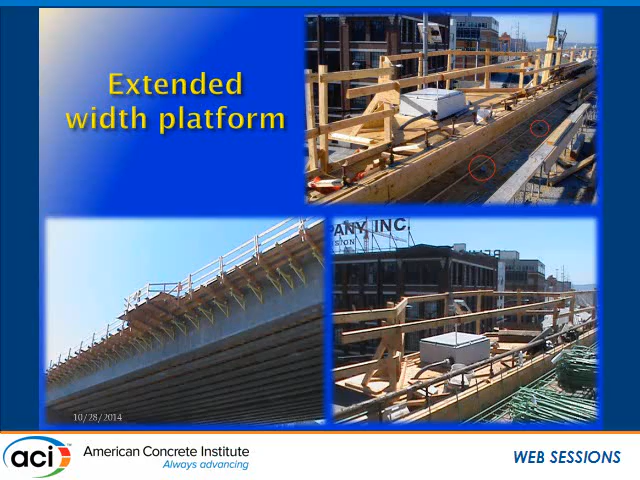 Extended
width platform
PANY, INC.
10/28/2014
aci
American Concrete Institute
Always advancing
WEB SESSIONS